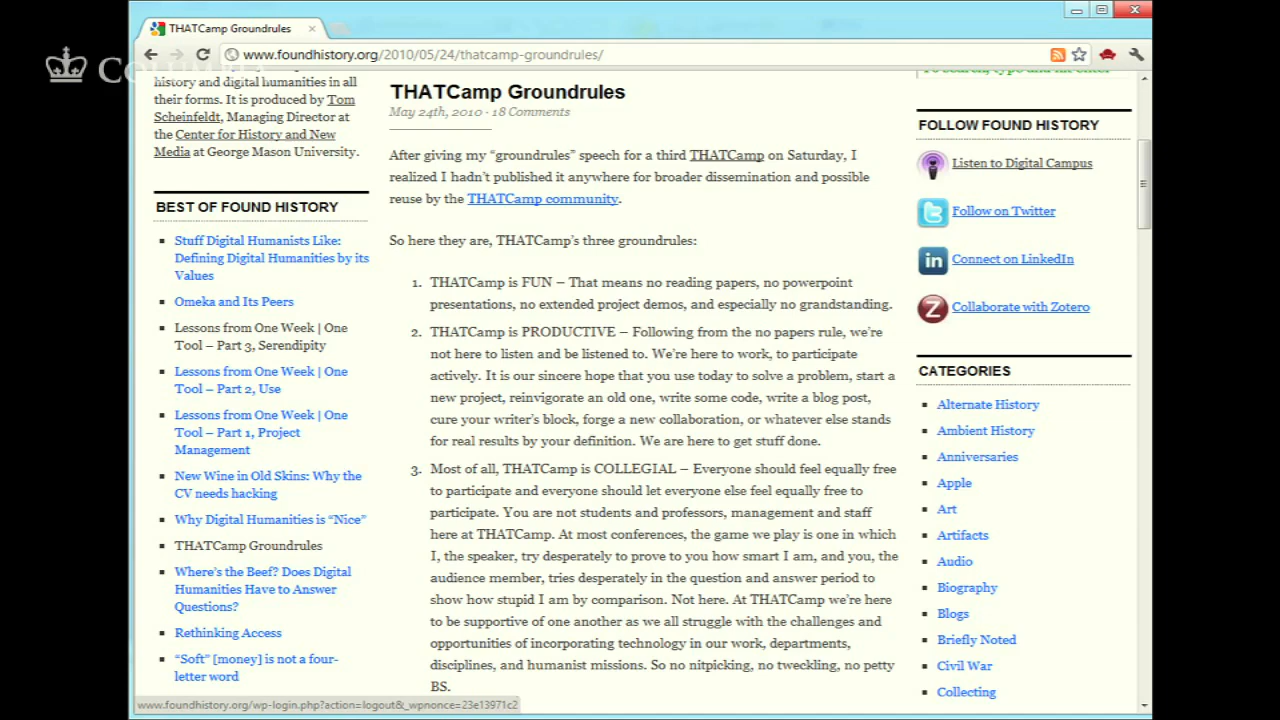 THATCamp Groundrules
www.foundhistory.org/2010/05/24/thatcamp-groundrules/
history and digital humanities in all
their forms. It is produced by Tom
Scheinfeldt, Managing Director at
the Center for History and New
Media at George Mason University.
BEST OF FOUND HISTORY
Stuff Digital Humanists Like:
Defining Digital Humanities by its
Values
Omeka and Its Peers
Lessons from One Week | One
Tool – Part 3, Serendipity
Lessons from One Week | One
Tool – Part 2, Use
Lessons from One Week | One
Tool – Part 1, Project
Management
New Wine in Old Skins: Why the
CV needs hacking
Why Digital Humanities is “Nice”
THATCamp Groundrules
Where’s the Beef? Does Digital
Humanities Have to Answer
Questions?
Rethinking Access
“Soft” [money] is not a four-
letter word
www.foundhistory.org/wp-login.php?action=logout&_wpnonce=23e13971c2
THATCamp Groundrules
May 24th, 2010 · 18 Comments
After giving my “groundrules” speech for a third THATCamp on Saturday, I
realized I hadn’t published it anywhere for broader dissemination and possible
reuse by the THATCamp community.
So here they are, THATCamp’s three groundrules:
1. THATCamp is FUN – That means no reading papers, no powerpoint
presentations, no extended project demos, and especially no grandstanding.
2. THATCamp is PRODUCTIVE – Following from the no papers rule, we’re
not here to listen and be listened to. We’re here to work, to participate
actively. It is our sincere hope that you use today to solve a problem, start a
new project, reinvigorate an old one, write some code, write a blog post,
cure your writer’s block, forge a new collaboration, or whatever else stands
for real results by your definition. We are here to get stuff done.
3. Most of all, THATCamp is COLLEGIAL – Everyone should feel equally free
to participate and everyone should let everyone else feel equally free to
participate. You are not students and professors, management and staff
here at THATCamp. At most conferences, the game we play is one in which
I, the speaker, try desperately to prove to you how smart I am, and you, the
audience member, tries desperately in the question and answer period to
show how stupid I am by comparison. Not here. At THATCamp we’re here
to be supportive of one another as we all struggle with the challenges and
opportunities of incorporating technology in our work, departments,
disciplines, and humanist missions. So no nitpicking, no tweckling, no petty
BS.
FOLLOW FOUND HISTORY
Listen to Digital Campus
Follow on Twitter
Connect on LinkedIn
Collaborate with Zotero
CATEGORIES
Alternate History
Ambient History
Anniversaries
Apple
Art
Artifacts
Audio
Biography
Blogs
Briefly Noted
Civil War
Collecting